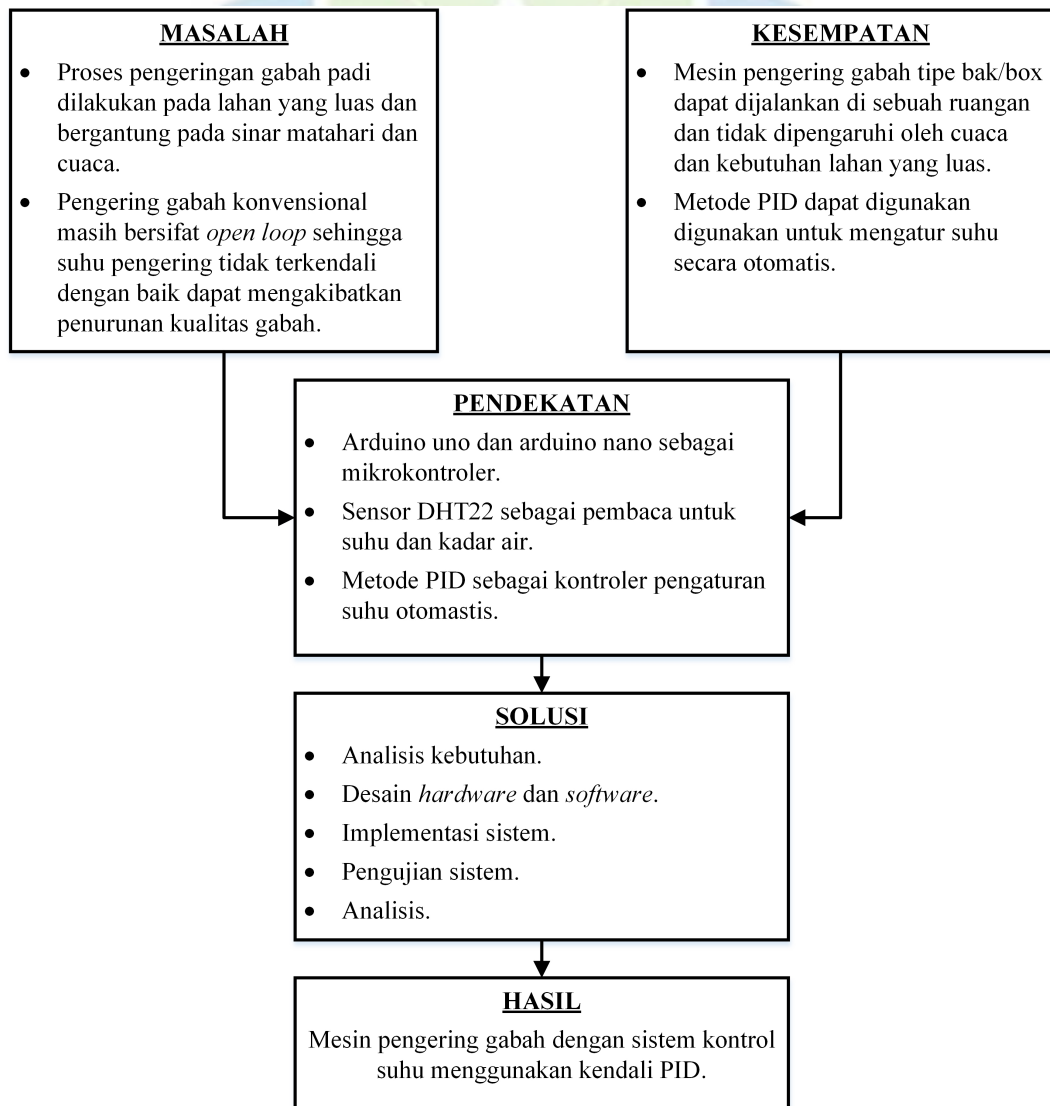 MASALAH
• Proses pengeringan gabah padi
dilakukan pada lahan yang luas dan
bergantung pada sinar matahari dan
cuaca.
• Pengering gabah konvensional
masih bersifat open loop sehingga
suhu pengering tidak terkendali
dengan baik dapat mengakibatkan
penurunan kualitas gabah.
KESEMPATAN
• Mesin pengering gabah tipe bak/box
dapat dijalankan di sebuah ruangan
dan tidak dipengaruhi oleh cuaca
dan kebutuhan lahan yang luas.
• Metode PID dapat digunakan
digunakan untuk mengatur suhu
secara otomatis.
PENDEKATAN
• Arduino uno dan arduino nano sebagai
mikrokontroler.
• Sensor DHT22 sebagai pembaca untuk
suhu dan kadar air.
• Metode PID sebagai kontroler pengaturan
suhu otomastis.
SOLUSI
• Analisis kebutuhan.
• Desain hardware dan software.
• Implementasi sistem.
• Pengujian sistem.
• Analisis.
HASIL
Mesin pengering gabah dengan sistem kontrol
suhu menggunakan kendali PID.